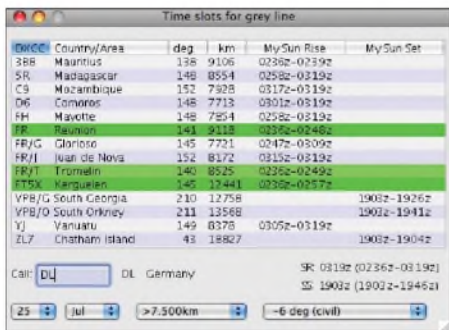 Time slots for grey line
DXCC Country/Area deg km My Sun Rise My Sun Set
3B8 Mauritius 138 9106 0236z-0239z
5R Madagascar 148 8554 0258z-0319z
C9 Mozambique 152 7928 0317z-0319z
D6 Comoros 148 7713 0301z-0319z
FH Mayotte 148 7854 0258z-0319z
FR Reunion 141 9118 0236z-0248z
FR/G Glorioso 145 7721 0247z-0309z
FR/J Juan de Nova 152 8172 0315z-0319z
FR/T Tromelin 140 8525 0236z-0249z
FT5X Kerguelen 145 12441 0236z-0257z
VP8/G South Georgia 210 12758 1903z-1926z
VP8/O South Orkney 211 13568 1902z-1941z
YJ Vanuatu 149 8378 0305z-0319z
ZL7 Chatham Island 43 18827 1902z-1904z
Call: DL DL Germany SR 0319z (0236z-0319z)
SS 1903z (1902z-1946z)
25 Jul >7.500km -6 deg (civil)